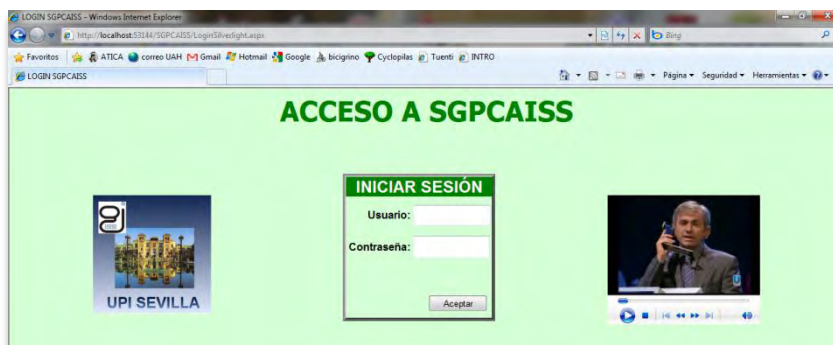 LOGIN SGPCAISS - Windows Internet Explorer
http://localhost:53144/SGPCAISS/LoginSilverlight.aspx
Bing
Favoritos ATICA correo UAH Gmail Hotmail Google bicigrino Cyclopilas Tuenti INTRO
LOGIN SGPCAISS
Página Seguridad Herramientas
ACCESO A SGPCAISS
INICIAR SESIÓN
Usuario:
Contraseña:
Aceptar
UPI SEVILLA